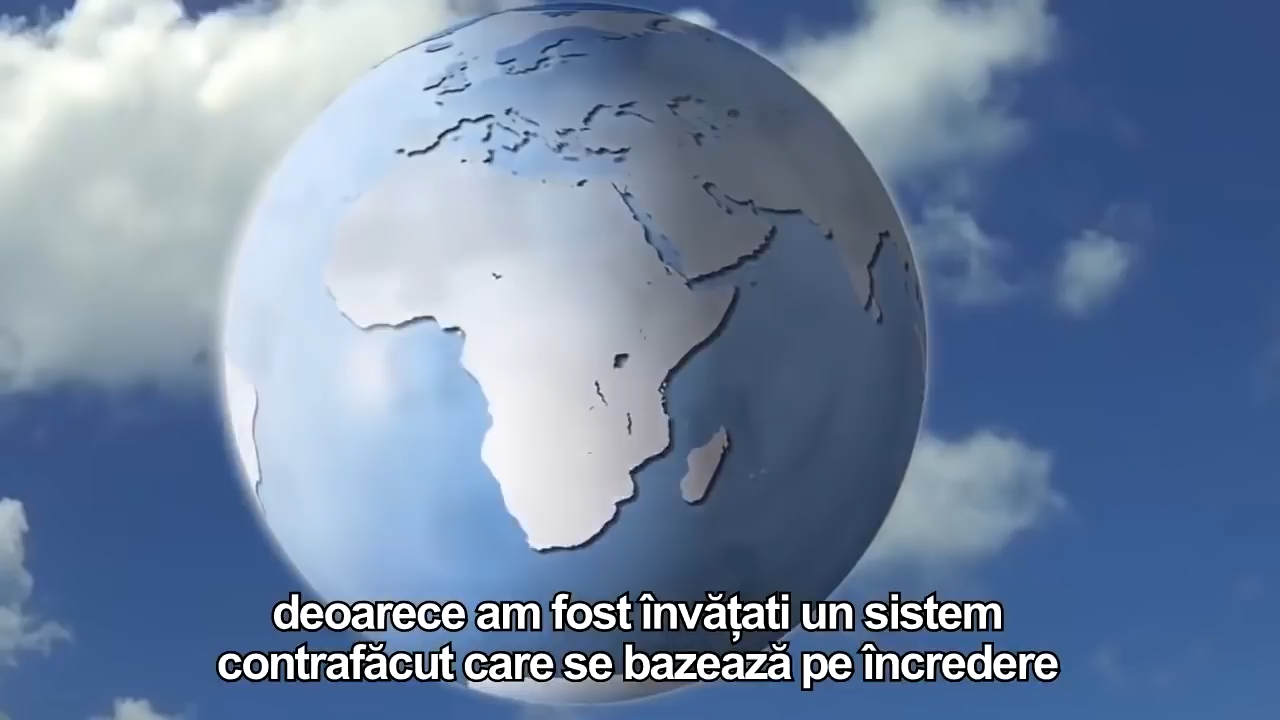 deoarece am fost învățati un sistem
contrafăcut care se bazează pe încredere